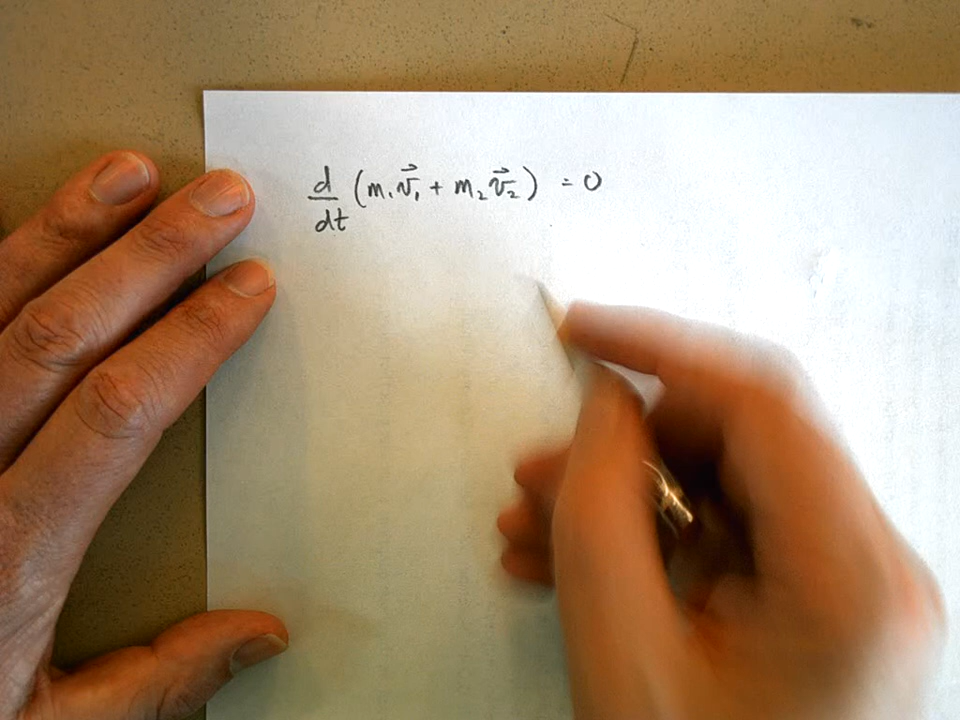 d/dt (m₁v⃗₁ + m₂v⃗₂) = 0